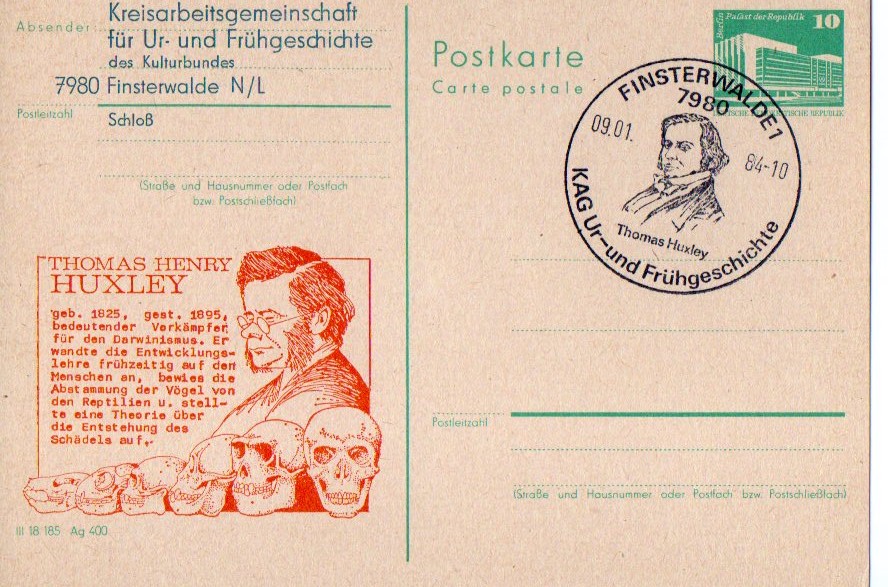 Absender:
Kreisarbeitsgemeinschaft
für Ur- und Frühgeschichte
des Kulturbundes
7980 Finsterwalde N/L
Postleitzahl
Schloß
(Straße und Hausnummer oder Postfach
bzw. Postschließfach)
THOMAS HENRY
HUXLEY
geb. 1825, gest. 1895,
bedeutender Vorkämpfer
für den Darwinismus. Er
wandte die Entwicklungs-
lehre frühzeitig auf den
Menschen an, bewies die
Abstammung der Vögel von
den Reptilien u. stell-
te eine Theorie über
die Entstehung des
Schädels auf.
III 18 185 Ag 400
Postkarte
Carte postale
Berlin Palast der Republik 10
DEUTSCHE DEMOKRATISCHE REPUBLIK
FINSTERWALDE 1
7980
09.01. 84-10
Thomas Huxley
KAG Ur- und Frühgeschichte
Postleitzahl
(Straße und Hausnummer oder Postfach bzw. Postschließfach)